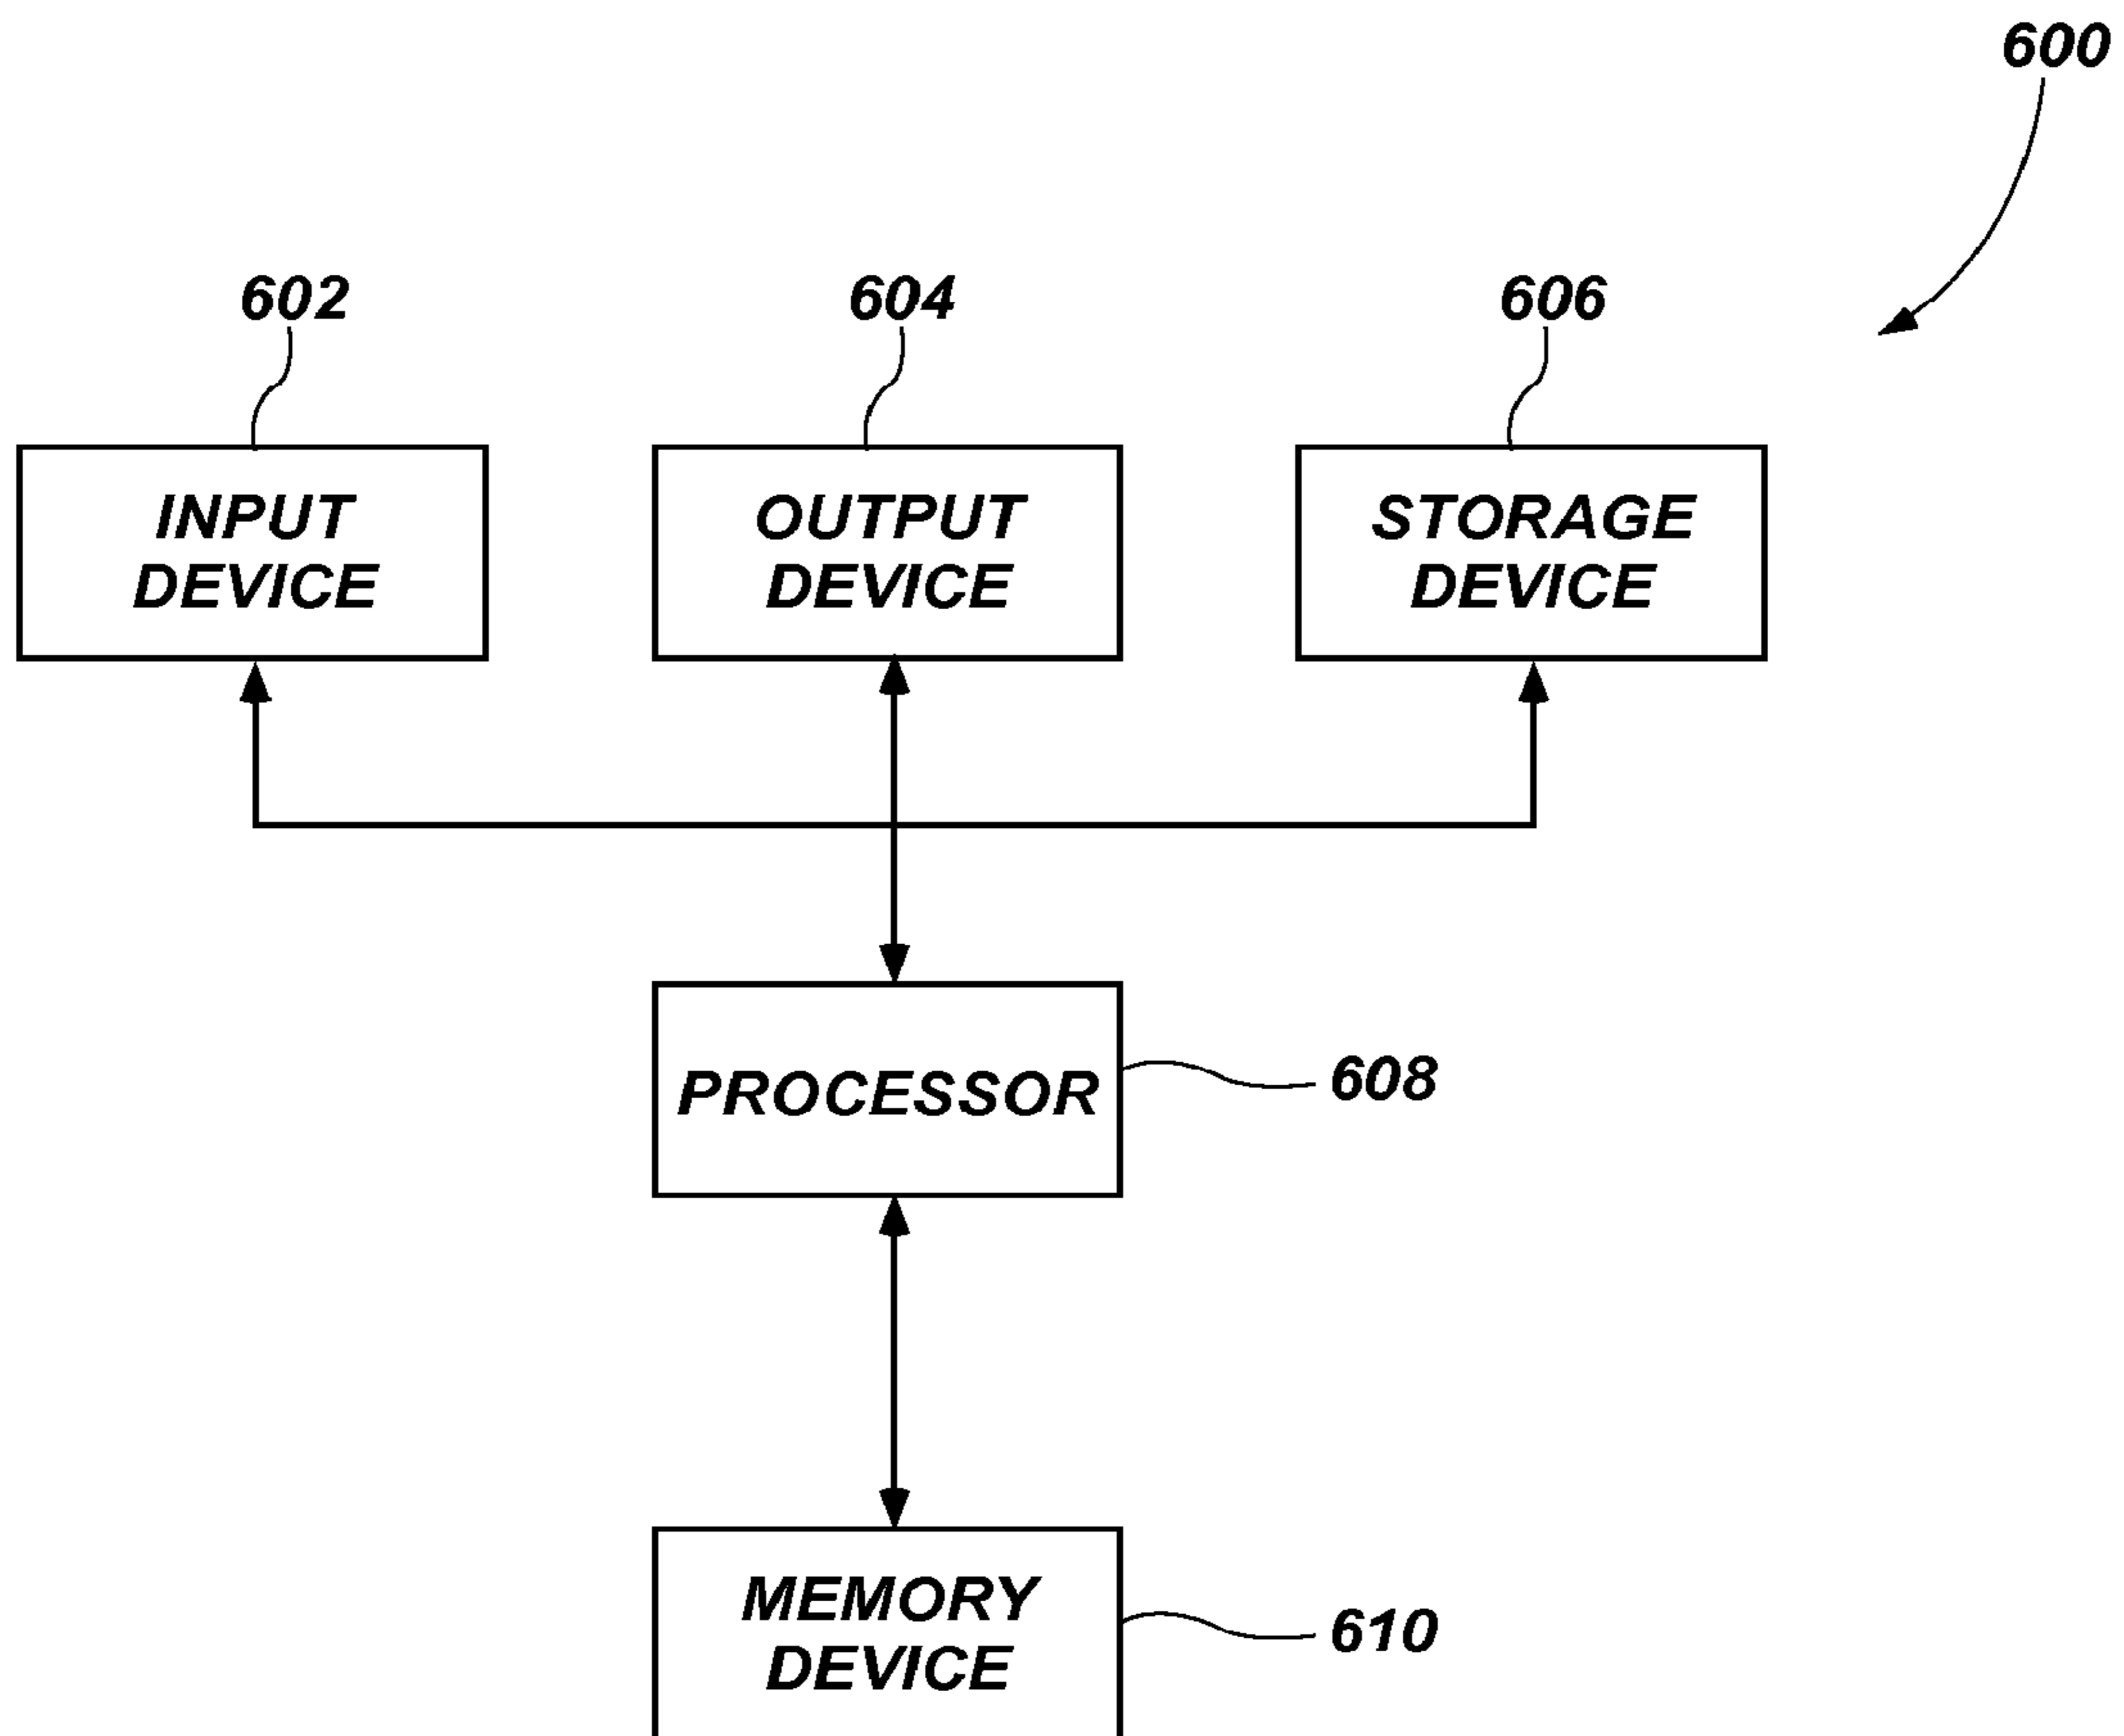 600
602
604
606
INPUT
DEVICE
OUTPUT
DEVICE
STORAGE
DEVICE
PROCESSOR
608
MEMORY
DEVICE
610